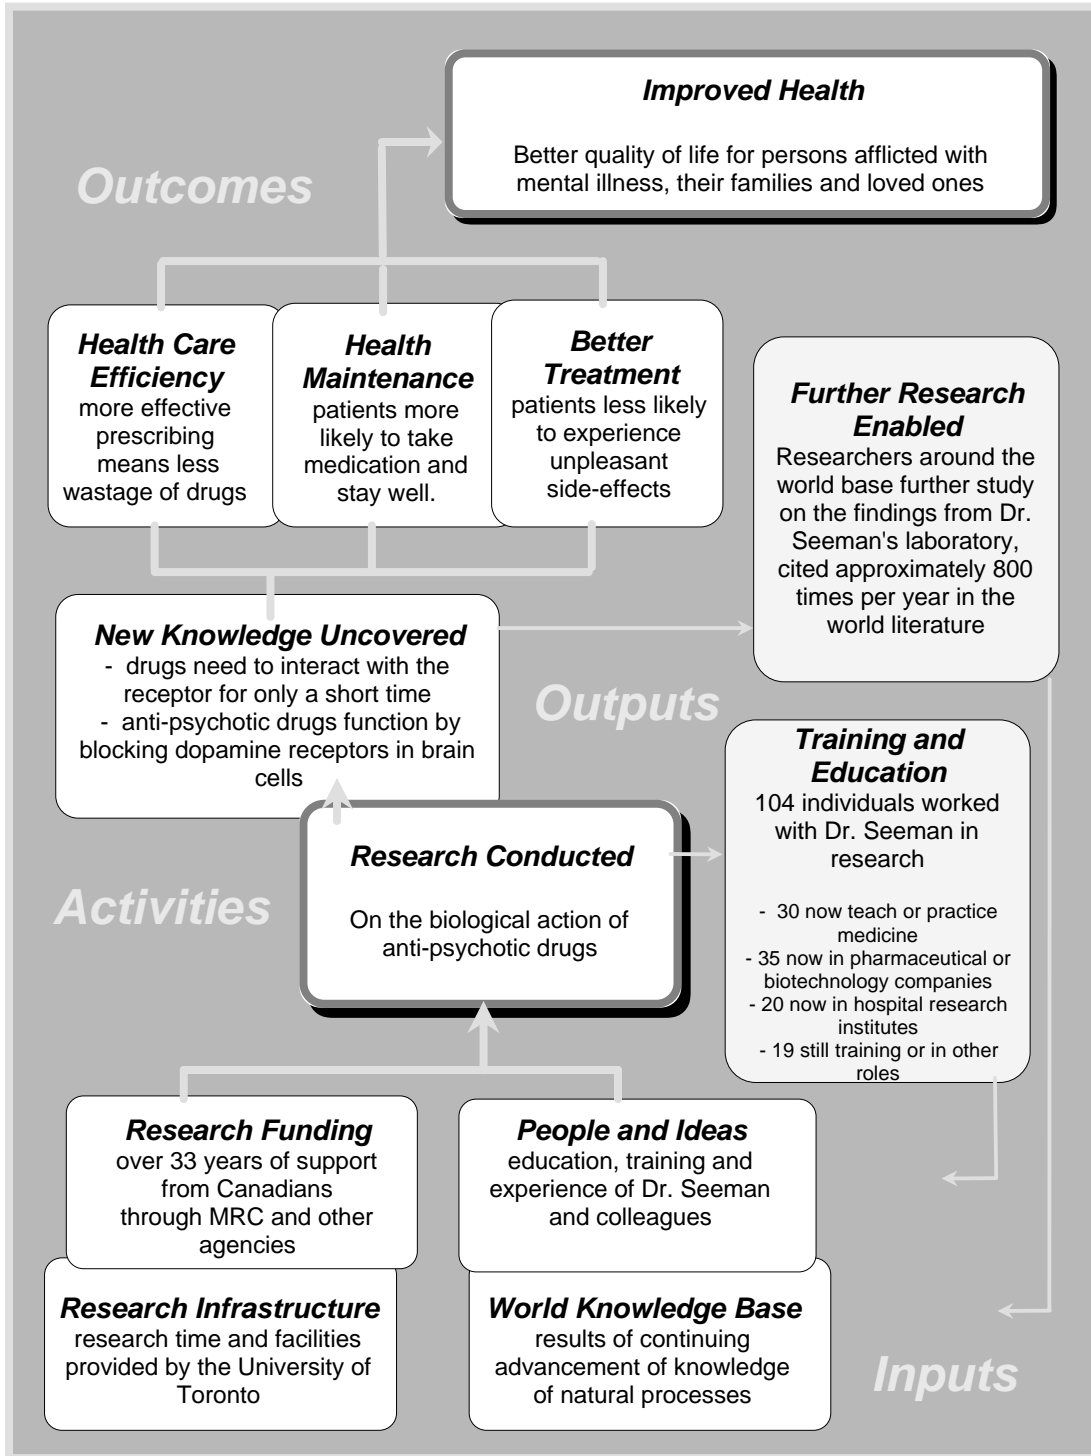 Improved Health
Better quality of life for persons afflicted with
mental illness, their families and loved ones
Outcomes
Health Care
Efficiency
more effective
prescribing
means less
wastage of drugs
Health
Maintenance
patients more
likely to take
medication and
stay well.
Better
Treatment
patients less likely
to experience
unpleasant
side-effects
Further Research
Enabled
Researchers around the
world base further study
on the findings from Dr.
Seeman's laboratory,
cited approximately 800
times per year in the
world literature
New Knowledge Uncovered
- drugs need to interact with the
receptor for only a short time
- anti-psychotic drugs function by
blocking dopamine receptors in brain
cells
Outputs
Training and
Education
104 individuals worked
with Dr. Seeman in
research
- 30 now teach or practice
medicine
- 35 now in pharmaceutical or
biotechnology companies
- 20 now in hospital research
institutes
- 19 still training or in other
roles
Research Conducted
On the biological action of
anti-psychotic drugs
Activities
Research Funding
over 33 years of support
from Canadians
through MRC and other
agencies
People and Ideas
education, training and
experience of Dr. Seeman
and colleagues
Research Infrastructure
research time and facilities
provided by the University of
Toronto
World Knowledge Base
results of continuing
advancement of knowledge
of natural processes
Inputs